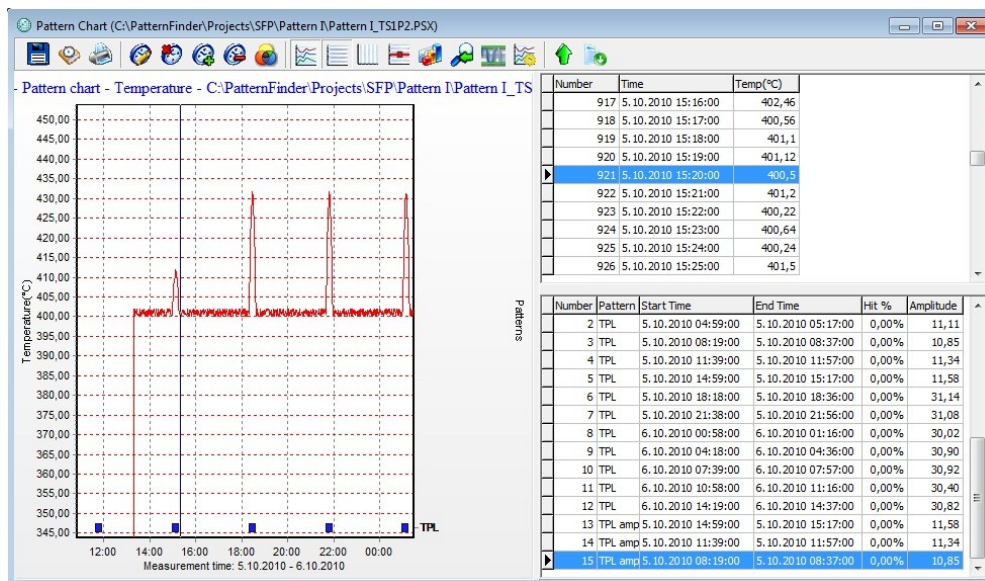 Pattern Chart (C:\PatternFinder\Projects\SFP\Pattern I\Pattern I_TS1P2.PSX)
- Pattern chart - Temperature - C:\PatternFinder\Projects\SFP\Pattern I\Pattern I_TS
450,00
445,00
440,00
435,00
430,00
425,00
420,00
415,00
410,00
405,00
400,00
395,00
390,00
385,00
380,00
375,00
370,00
365,00
360,00
355,00
350,00
345,00
Temperature(°C)
Patterns
TPL
12:00 14:00 16:00 18:00 20:00 22:00 00:00
Measurement time: 5.10.2010 - 6.10.2010
Number Time Temp(°C)
917 5.10.2010 15:16:00 402,46
918 5.10.2010 15:17:00 400,56
919 5.10.2010 15:18:00 401,1
920 5.10.2010 15:19:00 401,12
921 5.10.2010 15:20:00 400,5
922 5.10.2010 15:21:00 401,2
923 5.10.2010 15:22:00 400,22
924 5.10.2010 15:23:00 400,64
925 5.10.2010 15:24:00 400,24
926 5.10.2010 15:25:00 401,5
Number Pattern Start Time End Time Hit % Amplitude
2 TPL 5.10.2010 04:59:00 5.10.2010 05:17:00 0,00% 11,11
3 TPL 5.10.2010 08:19:00 5.10.2010 08:37:00 0,00% 10,85
4 TPL 5.10.2010 11:39:00 5.10.2010 11:57:00 0,00% 11,34
5 TPL 5.10.2010 14:59:00 5.10.2010 15:17:00 0,00% 11,58
6 TPL 5.10.2010 18:18:00 5.10.2010 18:36:00 0,00% 31,14
7 TPL 5.10.2010 21:38:00 5.10.2010 21:56:00 0,00% 31,08
8 TPL 6.10.2010 00:58:00 6.10.2010 01:16:00 0,00% 30,02
9 TPL 6.10.2010 04:18:00 6.10.2010 04:36:00 0,00% 30,90
10 TPL 6.10.2010 07:39:00 6.10.2010 07:57:00 0,00% 30,92
11 TPL 6.10.2010 10:58:00 6.10.2010 11:16:00 0,00% 30,40
12 TPL 6.10.2010 14:19:00 6.10.2010 14:37:00 0,00% 30,82
13 TPL amp 5.10.2010 14:59:00 5.10.2010 15:17:00 0,00% 11,58
14 TPL amp 5.10.2010 11:39:00 5.10.2010 11:57:00 0,00% 11,34
15 TPL amp 5.10.2010 08:19:00 5.10.2010 08:37:00 0,00% 10,85